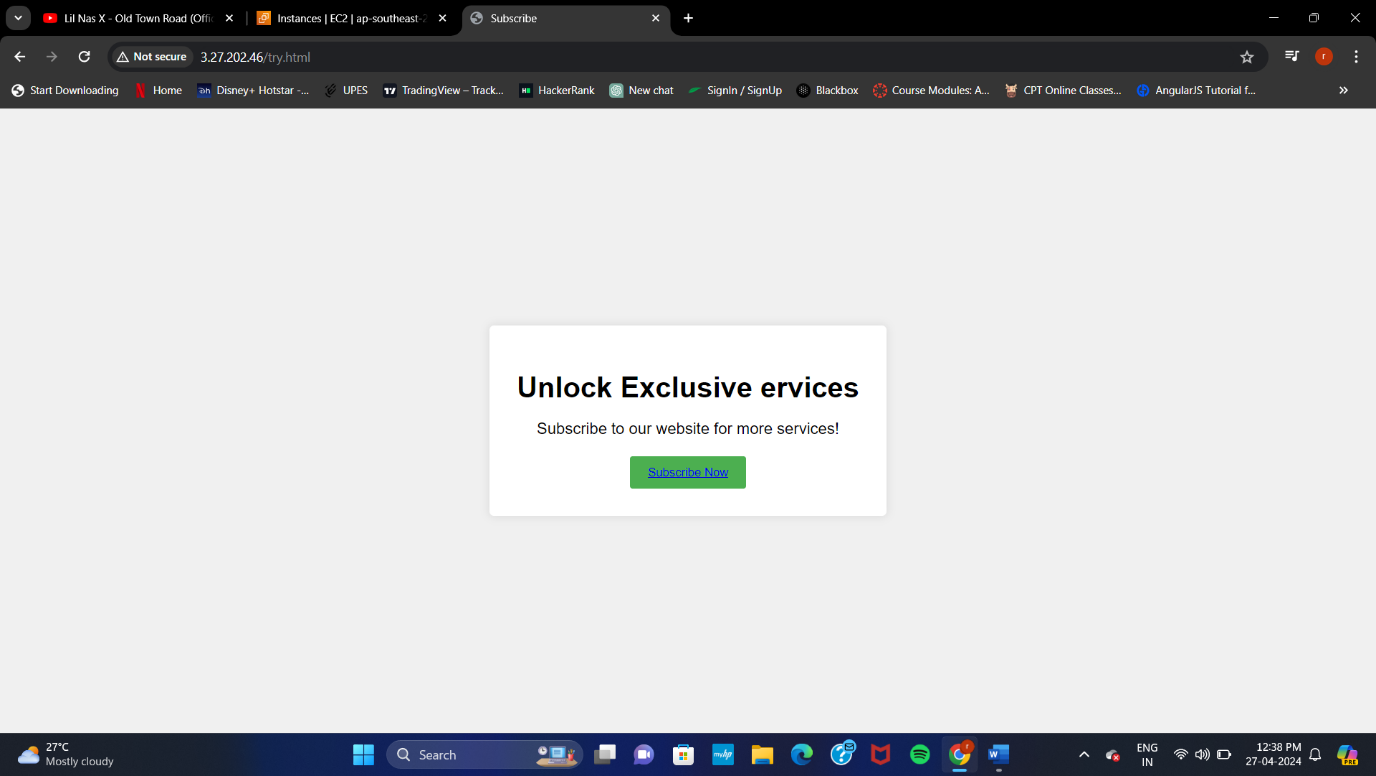 Lil Nas X - Old Town Road (Offic
Instances | EC2 | ap-southeast-2
Subscribe
Not secure
3.27.202.46/try.html
r
Start Downloading
Home
Disney+ Hotstar -...
UPES
TradingView – Track...
HackerRank
New chat
SignIn / SignUp
Blackbox
Course Modules: A...
CPT Online Classes...
AngularJS Tutorial f...
Unlock Exclusive ervices
Subscribe to our website for more services!
Subscribe Now
27°C
Mostly cloudy
Search
myhp
W
ENG
IN
12:38 PM
27-04-2024
PRE